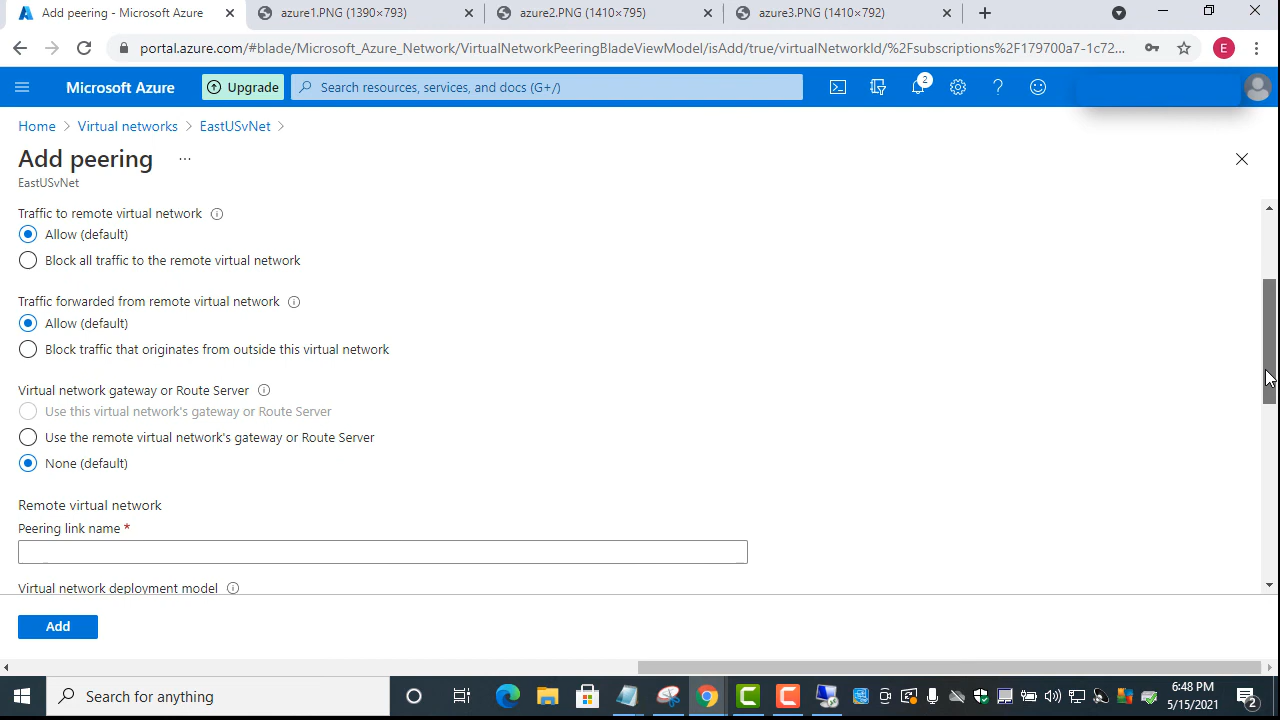 Add peering - Microsoft Azure
azure1.PNG (1390×793)
azure2.PNG (1410×795)
azure3.PNG (1410×792)
portal.azure.com/#blade/Microsoft_Azure_Network/VirtualNetworkPeeringBladeViewModel/isAdd/true/virtualNetworkId/%2Fsubscriptions%2F179700a7-1c72...
E
Microsoft Azure
Upgrade
Search resources, services, and docs (G+/)
2
Home > Virtual networks > EastUSvNet >
Add peering ...
EastUSvNet
Traffic to remote virtual network
Allow (default)
Block all traffic to the remote virtual network
Traffic forwarded from remote virtual network
Allow (default)
Block traffic that originates from outside this virtual network
Virtual network gateway or Route Server
Use this virtual network's gateway or Route Server
Use the remote virtual network's gateway or Route Server
None (default)
Remote virtual network
Peering link name *
Virtual network deployment model
Add
Search for anything
6:48 PM
5/15/2021
2